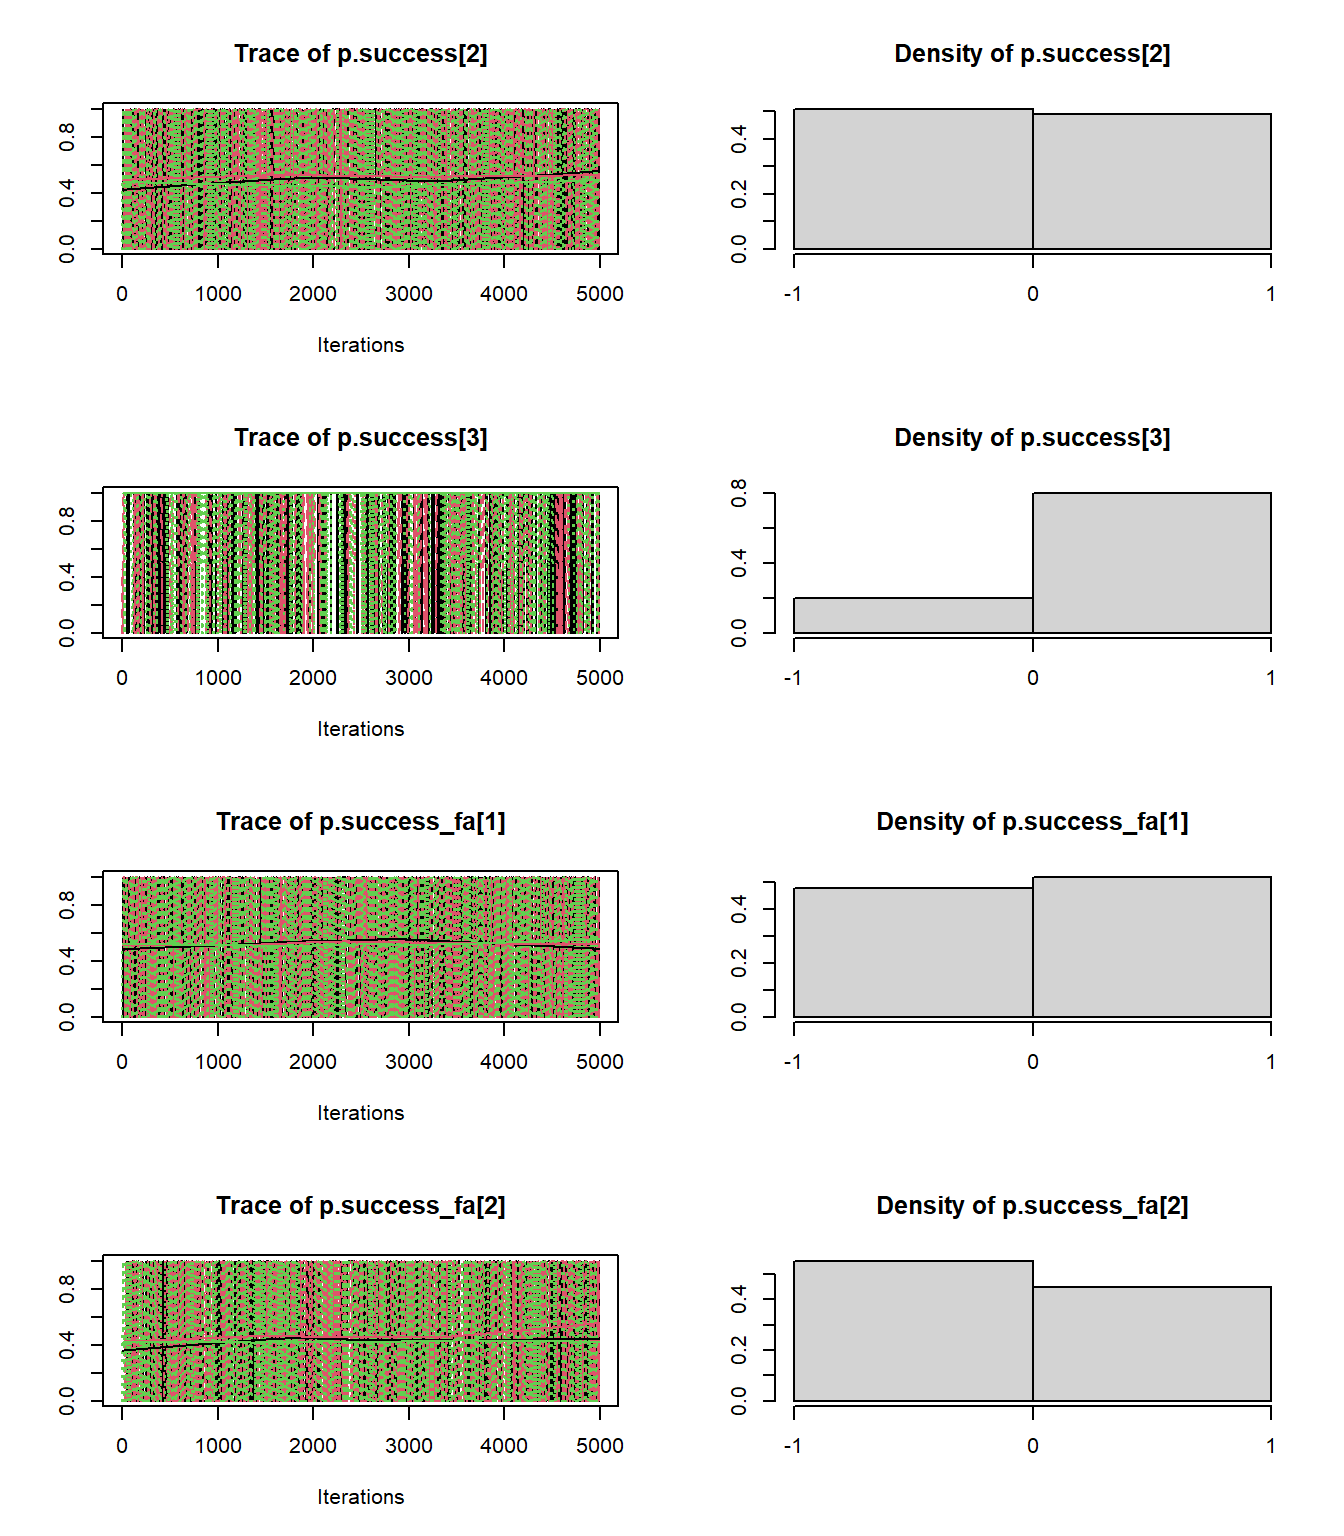 Trace of p.success[2]
0.0 0.4 0.8
0 1000 2000 3000 4000 5000
Iterations
Density of p.success[2]
0.0 0.2 0.4
-1 0 1
Trace of p.success[3]
0.0 0.4 0.8
0 1000 2000 3000 4000 5000
Iterations
Density of p.success[3]
0.0 0.4 0.8
-1 0 1
Trace of p.success_fa[1]
0.0 0.4 0.8
0 1000 2000 3000 4000 5000
Iterations
Density of p.success_fa[1]
0.0 0.2 0.4
-1 0 1
Trace of p.success_fa[2]
0.0 0.4 0.8
0 1000 2000 3000 4000 5000
Iterations
Density of p.success_fa[2]
0.0 0.2 0.4
-1 0 1